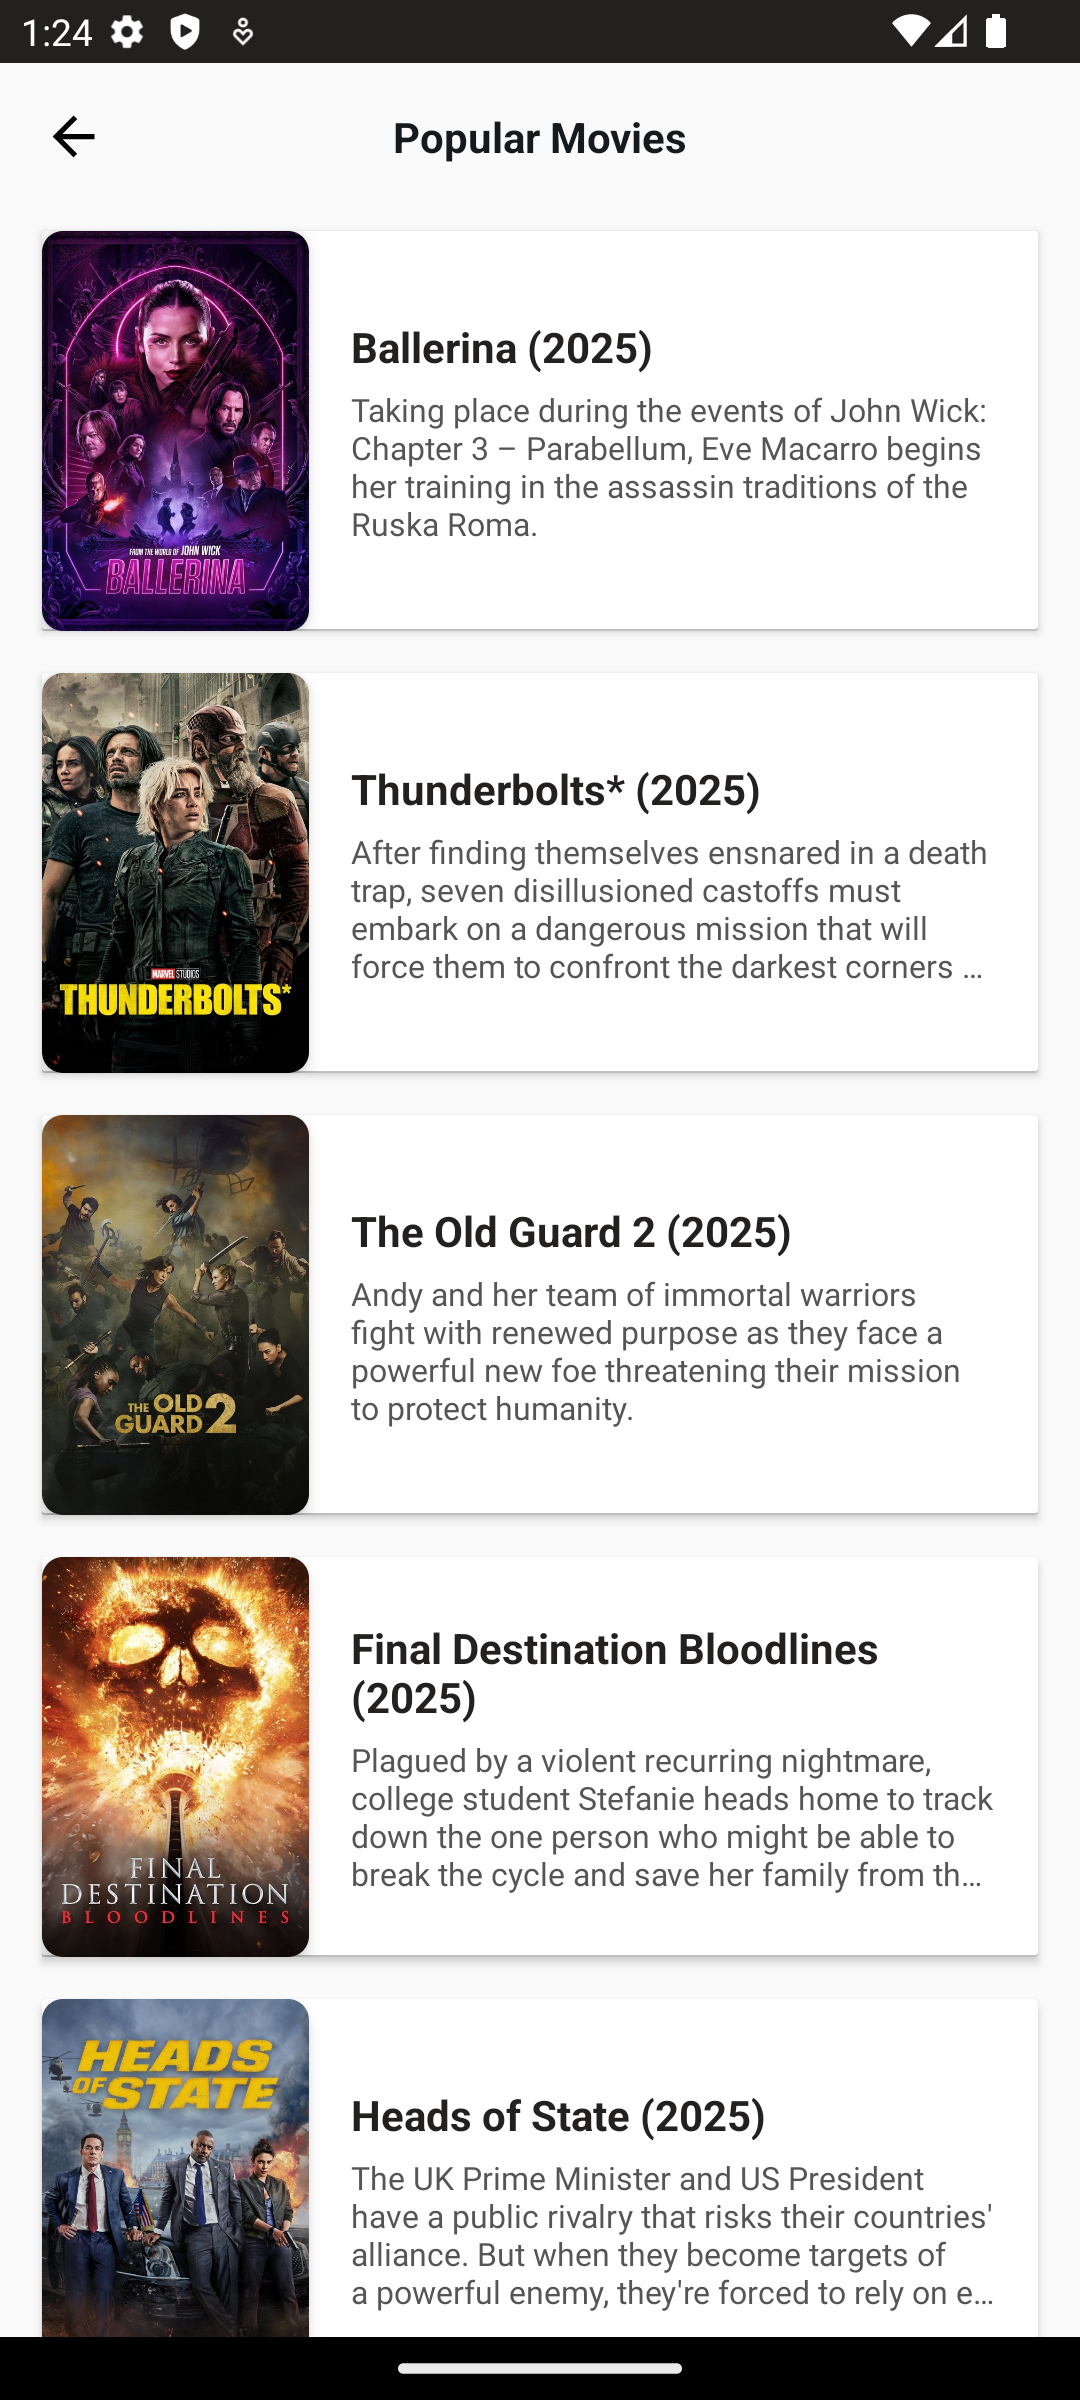 1:24
Popular Movies
FROM THE WORLD OF JOHN WICK
BALLERINA
Ballerina (2025)
Taking place during the events of John Wick:
Chapter 3 – Parabellum, Eve Macarro begins
her training in the assassin traditions of the
Ruska Roma.
MARVEL STUDIOS
THUNDERBOLTS*
Thunderbolts* (2025)
After finding themselves ensnared in a death
trap, seven disillusioned castoffs must
embark on a dangerous mission that will
force them to confront the darkest corners ...
THE OLD
GUARD 2
The Old Guard 2 (2025)
Andy and her team of immortal warriors
fight with renewed purpose as they face a
powerful new foe threatening their mission
to protect humanity.
FINAL
DESTINATION
BLOODLINES
Final Destination Bloodlines
(2025)
Plagued by a violent recurring nightmare,
college student Stefanie heads home to track
down the one person who might be able to
break the cycle and save her family from th...
HEADS
OF STATE
Heads of State (2025)
The UK Prime Minister and US President
have a public rivalry that risks their countries'
alliance. But when they become targets of
a powerful enemy, they're forced to rely on e...